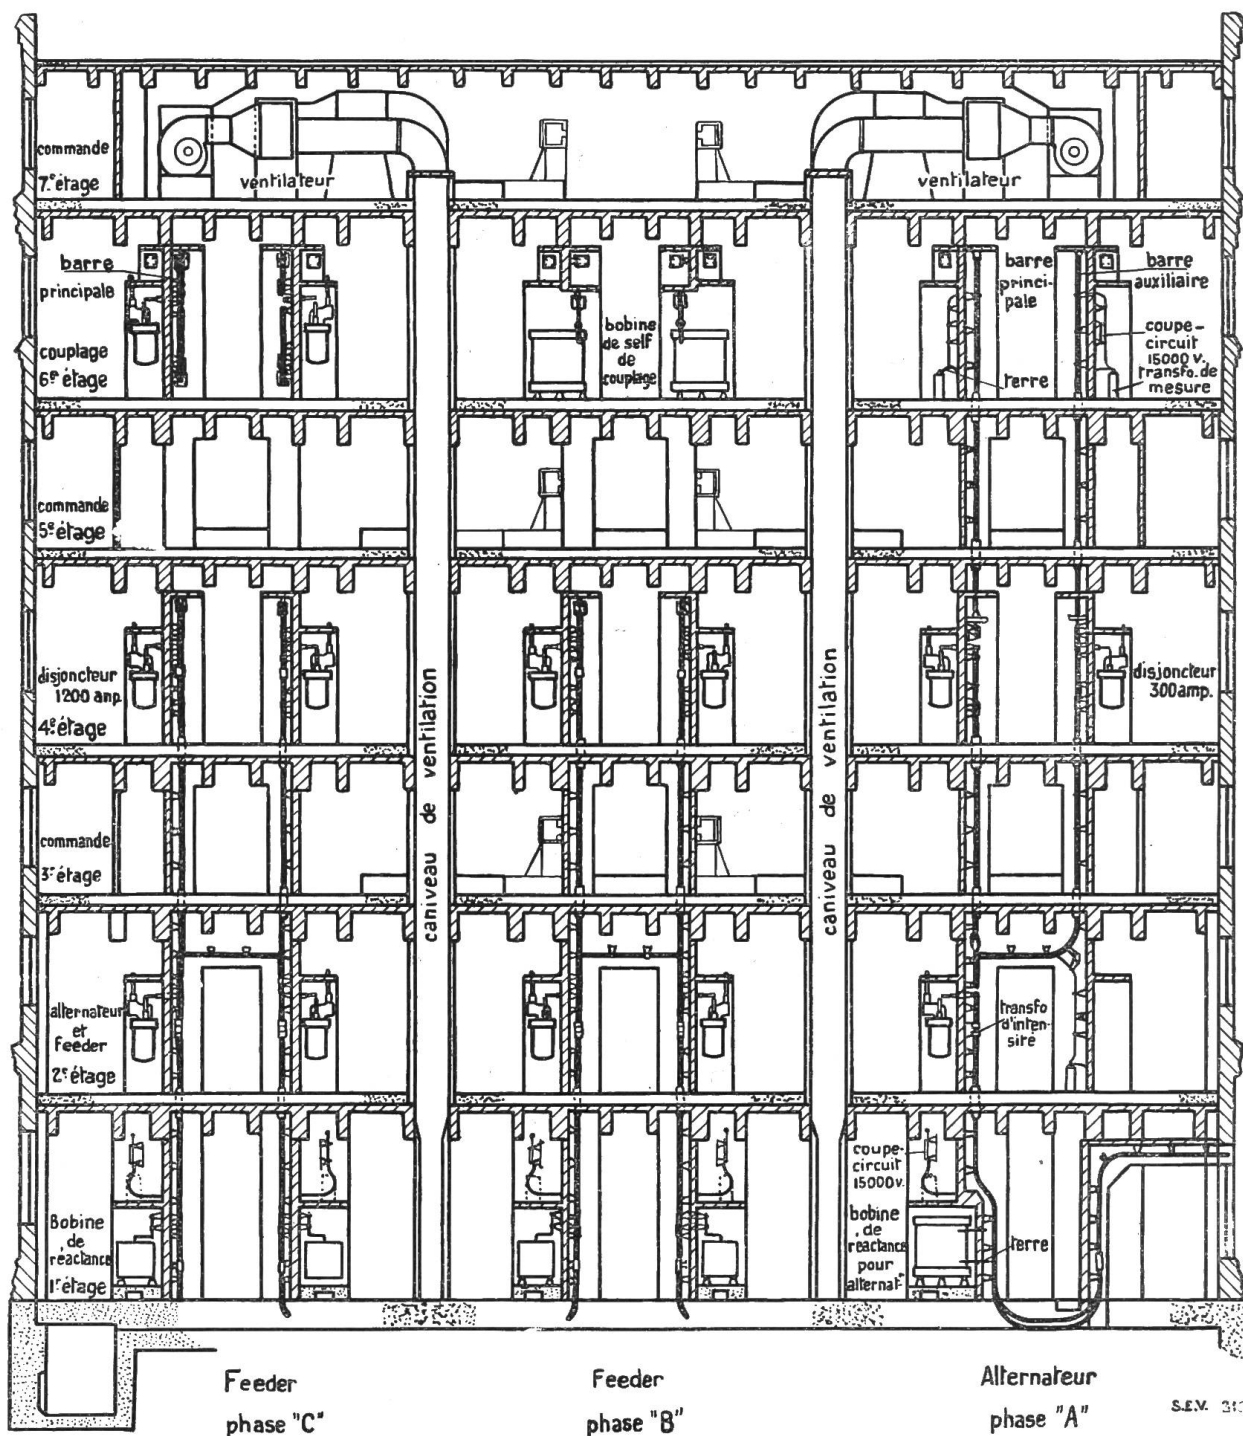 commande
7ᵉ étage
ventilateur
ventilateur
barre
principale
couplage
6ᵉ étage
bobine
de self
de
couplage
barre
princi-
pale
terre
barre
auxiliaire
coupe-
circuit
15000 v.
transfo. de
mesure
commande
5ᵉ étage
disjoncteur
1200 amp.
4ᵉ étage
caniveau de ventilation
caniveau de ventilation
disjoncteur
300 amp.
commande
3ᵉ étage
alternateur
et
Feeder
2ᵉ étage
transfo
d'inten-
sité
Bobine
de
réactance
1ᵉʳ étage
coupe-
circuit
15000 v.
bobine
de
réactance
pour
alternatʳ
terre
Feeder
phase "C"
Feeder
phase "B"
Alternateur
phase "A"
S.E.V.